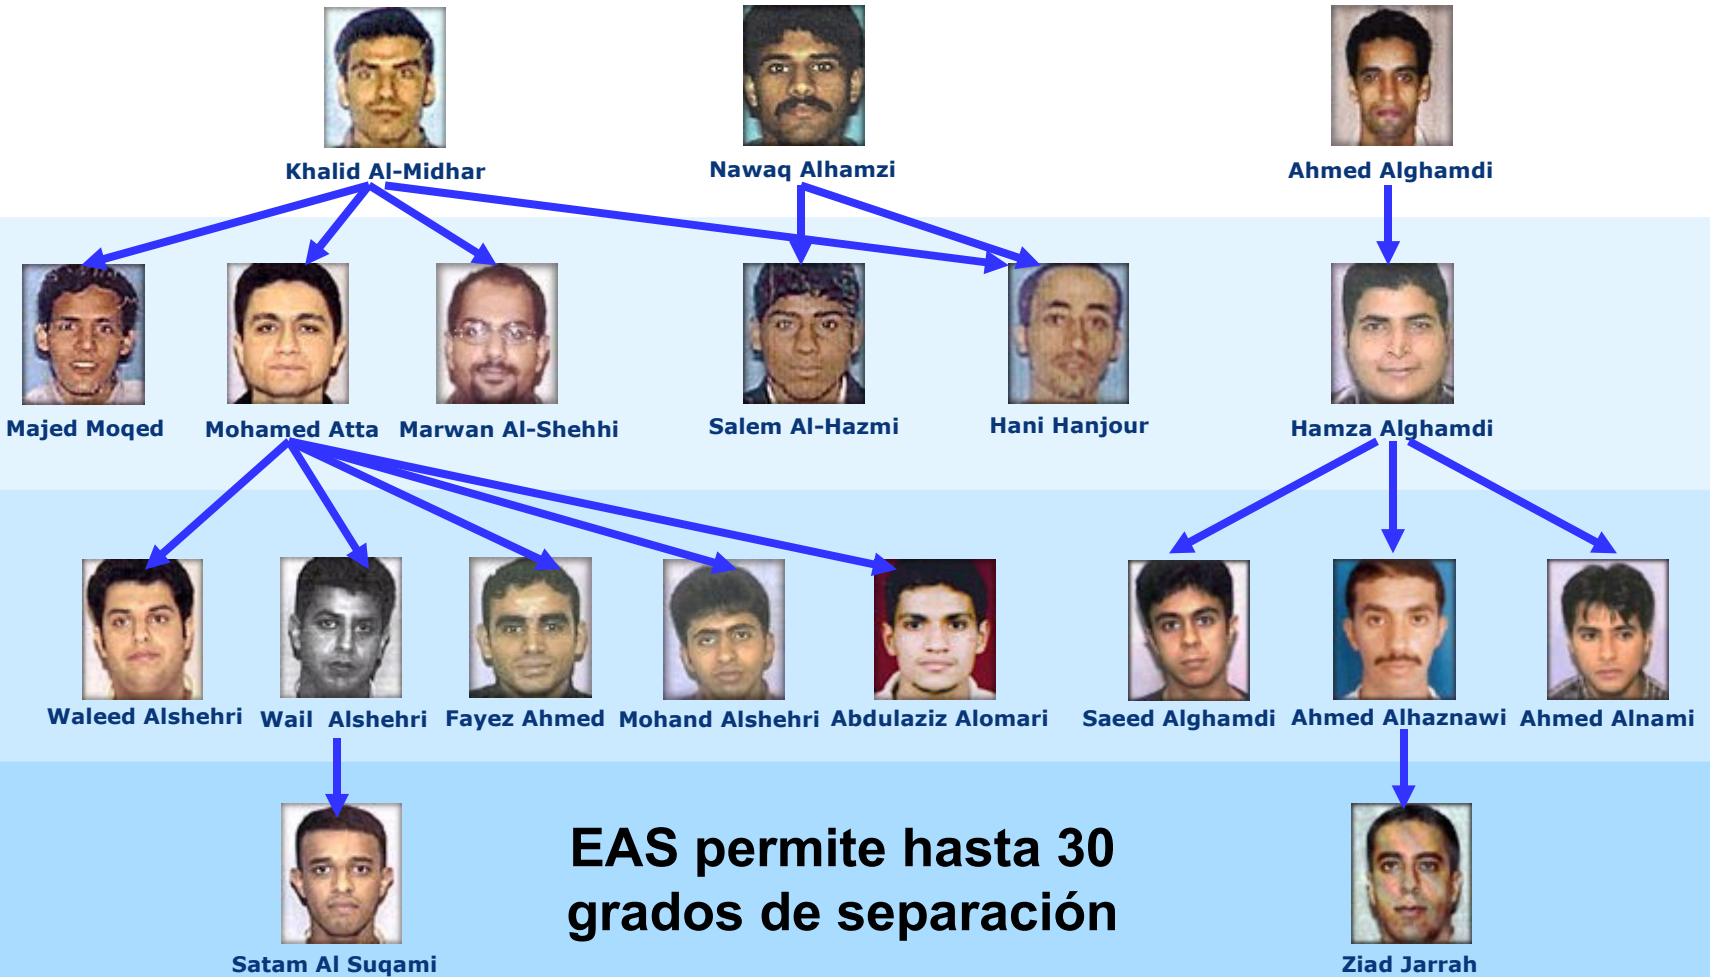 Khalid Al-Midhar
Nawaq Alhamzi
Ahmed Alghamdi
Majed Moqed
Mohamed Atta
Marwan Al-Shehhi
Salem Al-Hazmi
Hani Hanjour
Hamza Alghamdi
Waleed Alshehri
Wail Alshehri
Fayez Ahmed
Mohand Alshehri
Abdulaziz Alomari
Saeed Alghamdi
Ahmed Alhaznawi
Ahmed Alnami
EAS permite hasta 30
grados de separación
Satam Al Suqami
Ziad Jarrah